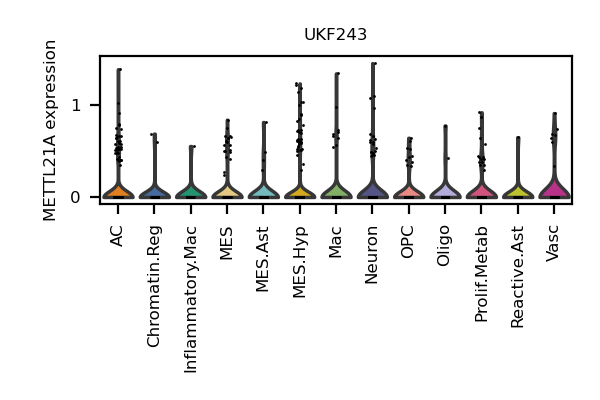 UKF243
METTL21A expression
1
0
AC
Chromatin.Reg
Inflammatory.Mac
MES
MES.Ast
MES.Hyp
Mac
Neuron
OPC
Oligo
Prolif.Metab
Reactive.Ast
Vasc